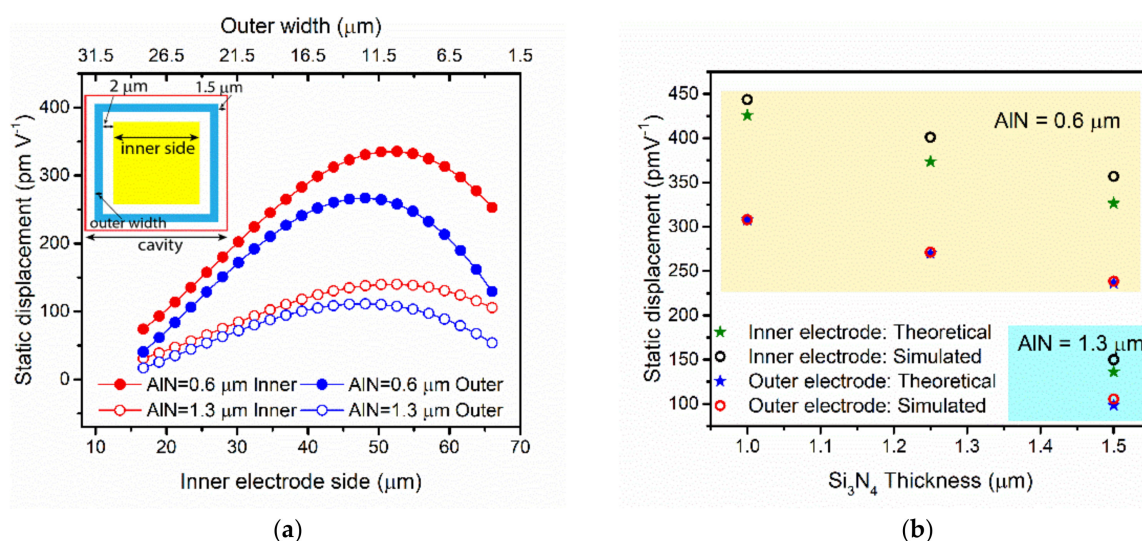 Outer width (μm)
31.5 26.5 21.5 16.5 11.5 6.5 1.5
Static displacement (pm V⁻¹)
400
300
200
100
0
2 μm
1.5 μm
inner side
outer width
cavity
AlN=0.6 μm Inner
AlN=0.6 μm Outer
AlN=1.3 μm Inner
AlN=1.3 μm Outer
10 20 30 40 50 60 70
Inner electrode side (μm)
(a)
Static displacement (pmV⁻¹)
450
400
350
300
250
200
150
100
AlN = 0.6 μm
AlN = 1.3 μm
Inner electrode: Theoretical
Inner electrode: Simulated
Outer electrode: Theoretical
Outer electrode: Simulated
1.0 1.1 1.2 1.3 1.4 1.5
Si₃N₄ Thickness (μm)
(b)